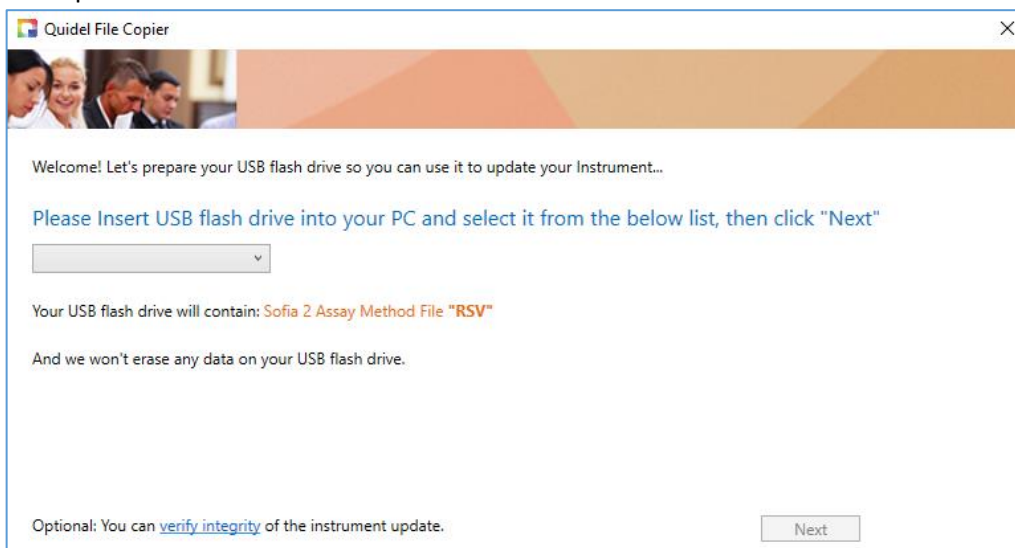 Quidel File Copier
Welcome! Let's prepare your USB flash drive so you can use it to update your Instrument...
Please Insert USB flash drive into your PC and select it from the below list, then click "Next"
Your USB flash drive will contain: Sofia 2 Assay Method File "RSV"
And we won't erase any data on your USB flash drive.
Optional: You can verify integrity of the instrument update.
Next